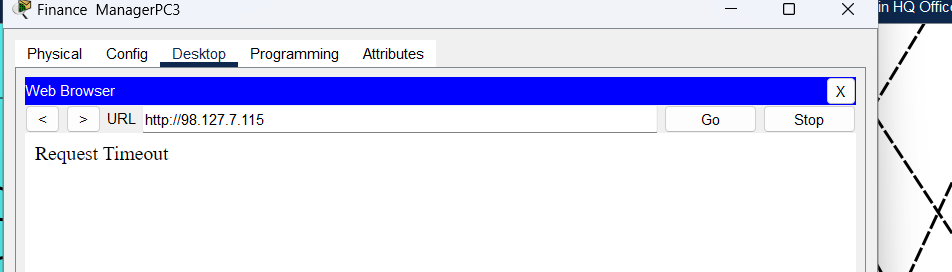 Finance ManagerPC3
in HQ Office
Physical Config Desktop Programming Attributes
Web Browser X
< > URL http://98.127.7.115 Go Stop
Request Timeout